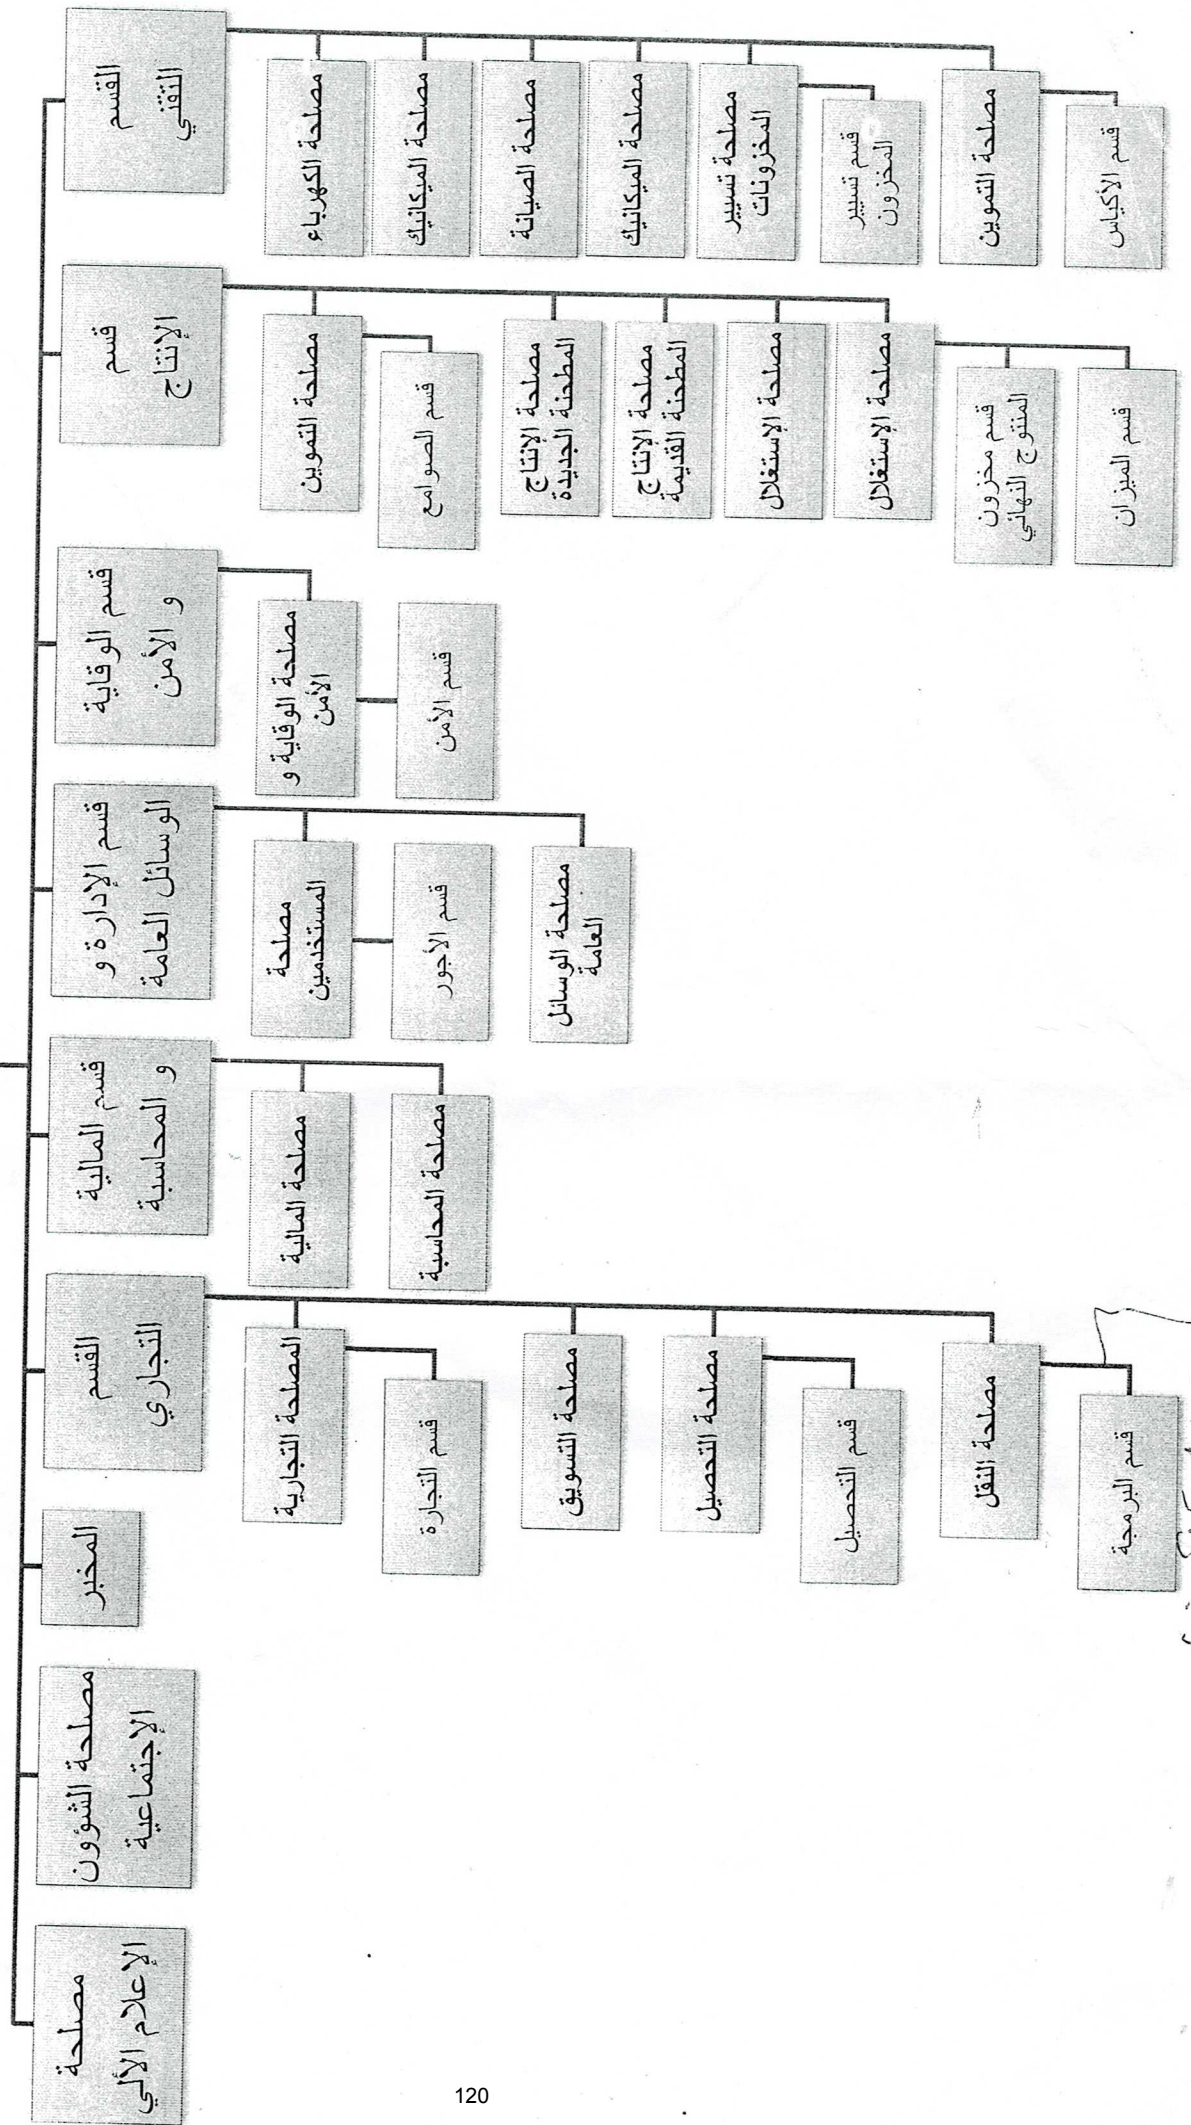 القسم
التقني
مصلحة الكهرباء
مصلحة الميكانيك
مصلحة الصيانة
مصلحة الميكانيك
مصلحة تسيير
المخزونات
قسم تسيير
المخزون
مصلحة التموين
قسم الأكياس
قسم
الإنتاج
مصلحة التموين
قسم الصوامع
مصلحة الإنتاج
المطحنة الجديدة
مصلحة الإنتاج
المطحنة القديمة
مصلحة الإستغلال
مصلحة الإستغلال
قسم مخزون
المنتوج النهائي
قسم الميزان
قسم الوقاية
و الأمن
مصلحة الوقاية و
الأمن
قسم الأمن
قسم الإدارة و
الوسائل العامة
مصلحة
المستخدمين
قسم الأجور
مصلحة الوسائل
العامة
قسم المالية
و المحاسبة
مصلحة المالية
مصلحة المحاسبة
القسم
التجاري
المصلحة التجارية
قسم التجارة
مصلحة التسويق
مصلحة التحصيل
قسم التحصيل
مصلحة النقل
قسم البرمجة
المخبر
مصلحة الشؤون
الإجتماعية
مصلحة
الإعلام الألي
120